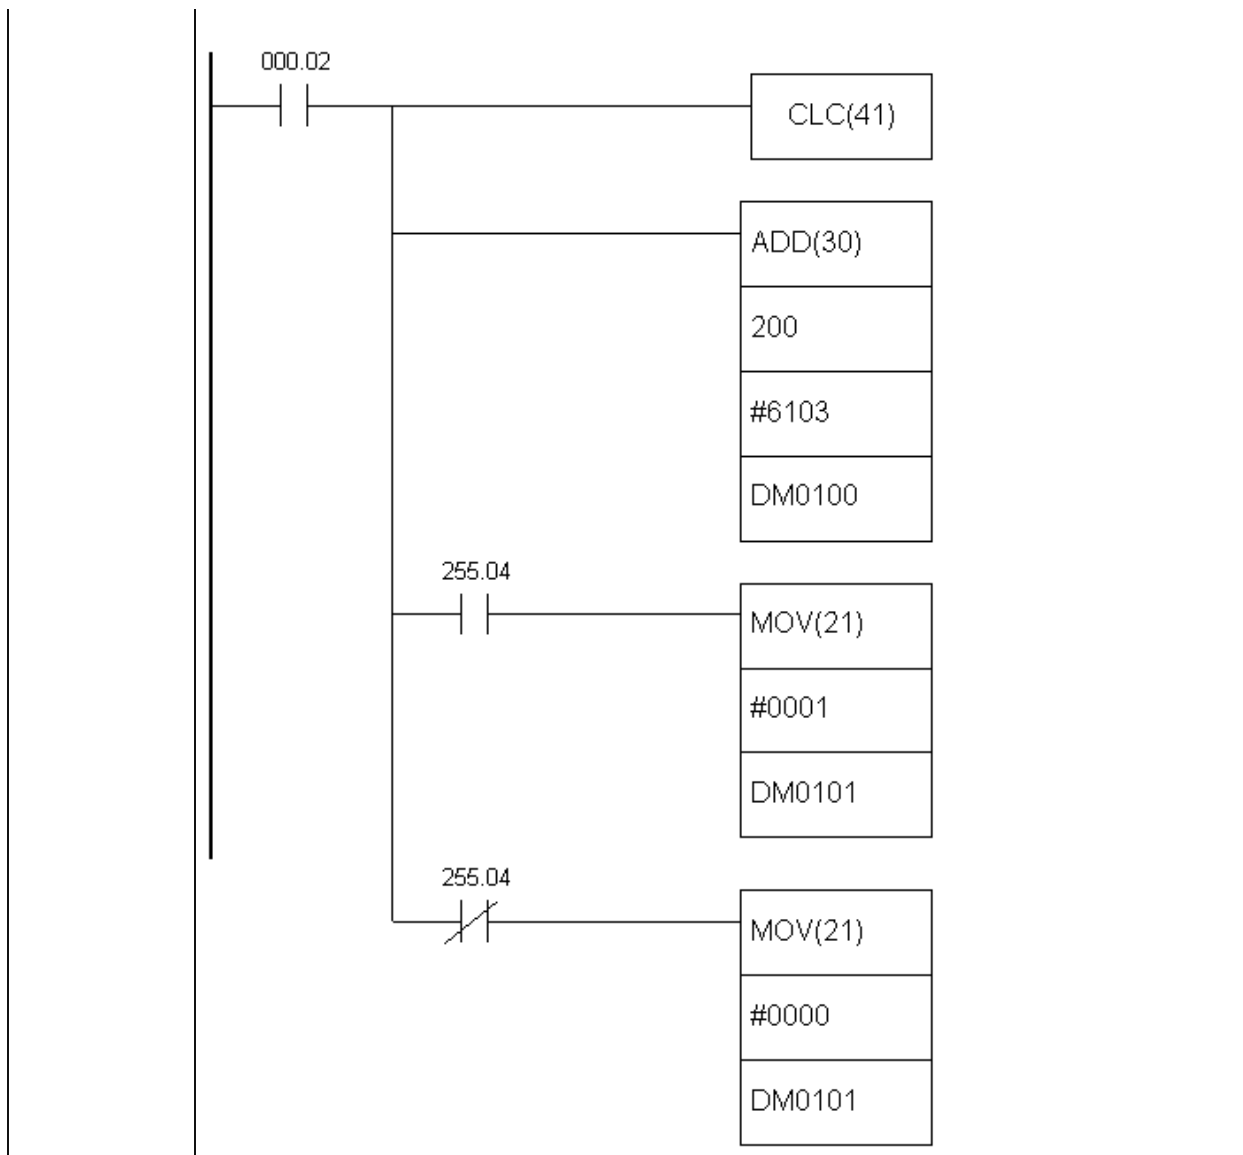 000.02
CLC(41)
ADD(30)
200
#6103
DM0100
255.04
MOV(21)
#0001
DM0101
255.04
MOV(21)
#0000
DM0101